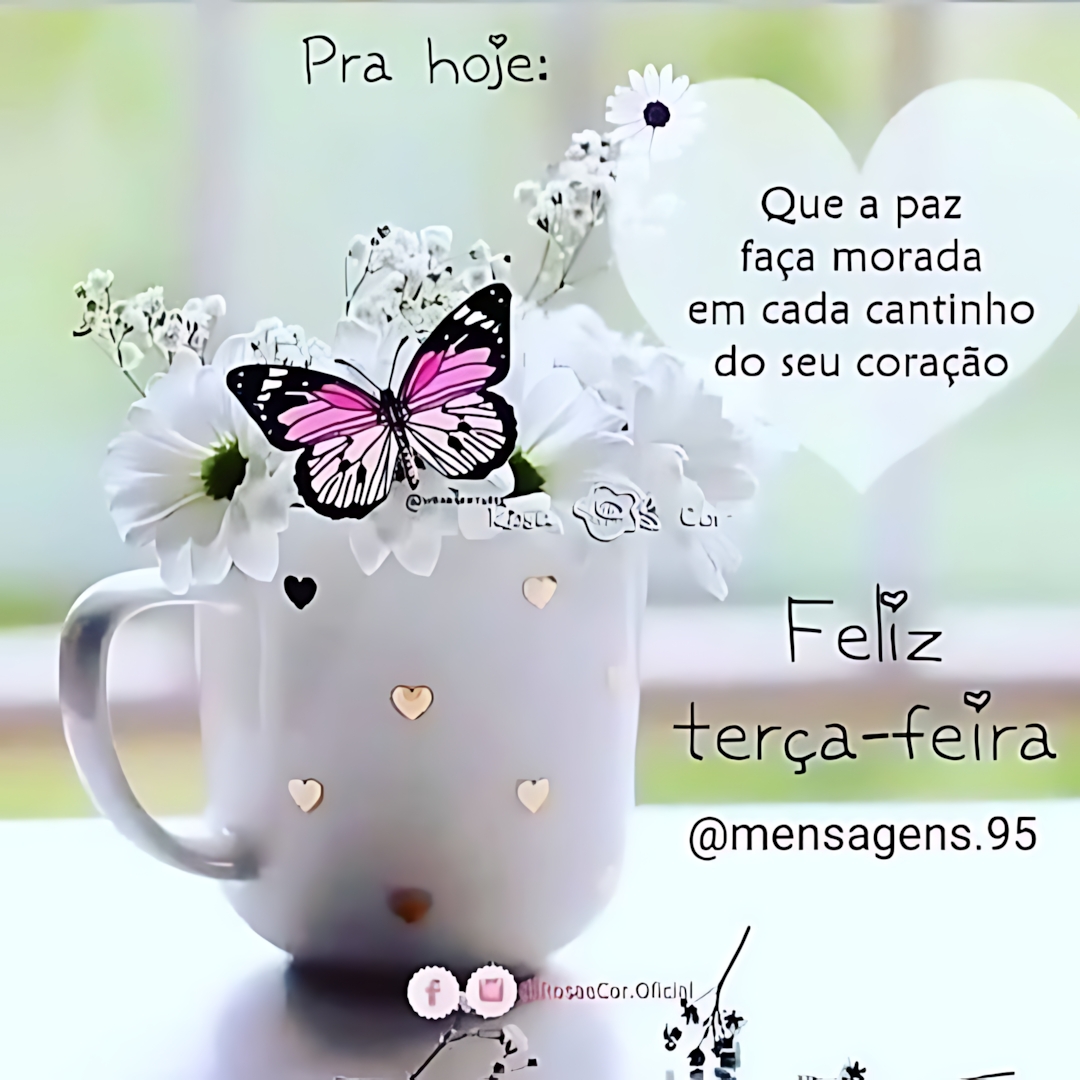 Pra hoje:
Que a paz
faça morada
em cada cantinho
do seu coração
Feliz
terça-feira
@mensagens.95